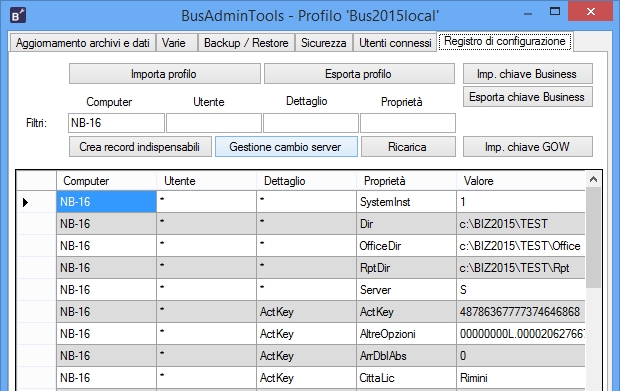 BusAdminTools - Profilo 'Bus2015local'
Aggiornamento archivi e dati Varie Backup / Restore Sicurezza Utenti connessi Registro di configurazione
Importa profilo Esporta profilo Imp. chiave Business
Esporta chiave Business
Computer Utente Dettaglio Proprietà
Filtri: NB-16
Crea record indispensabili Gestione cambio server Ricarica Imp. chiave GOW
Computer Utente Dettaglio Proprietà Valore
NB-16 * * SystemInst 1
NB-16 * * Dir c:\BIZ2015\TEST
NB-16 * * OfficeDir c:\BIZ2015\TEST\Office
NB-16 * * RptDir c:\BIZ2015\TEST\Rpt
NB-16 * * Server S
NB-16 * ActKey ActKey 48786367777374646868
NB-16 * ActKey AltreOpzioni 00000000L.00002062766
NB-16 * ActKey ArrDblAbs 0
NB-16 * ActKey CittaLic Rimini